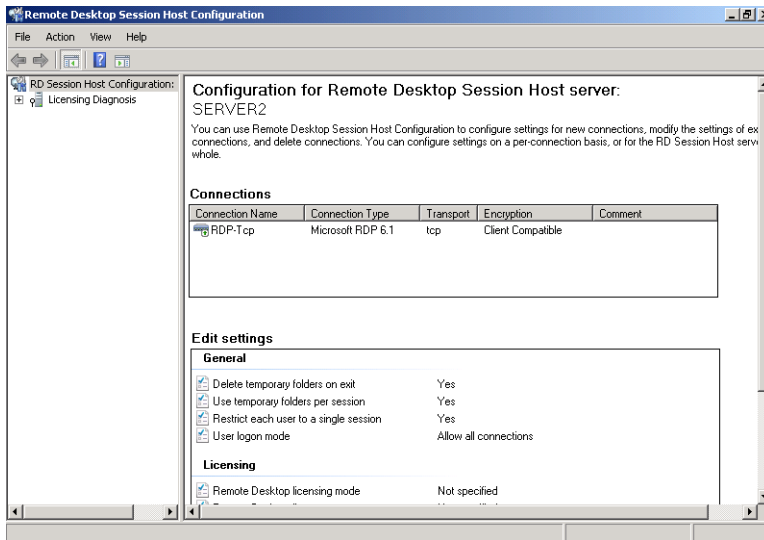 Remote Desktop Session Host Configuration
File Action View Help
RD Session Host Configuration:
Licensing Diagnosis
Configuration for Remote Desktop Session Host server:
SERVER2
You can use Remote Desktop Session Host Configuration to configure settings for new connections, modify the settings of ex
connections, and delete connections. You can configure settings on a per-connection basis, or for the RD Session Host serv
whole.
Connections
Connection Name Connection Type Transport Encryption Comment
RDP-Tcp Microsoft RDP 6.1 tcp Client Compatible
Edit settings
General
Delete temporary folders on exit Yes
Use temporary folders per session Yes
Restrict each user to a single session Yes
User logon mode Allow all connections
Licensing
Remote Desktop licensing mode Not specified